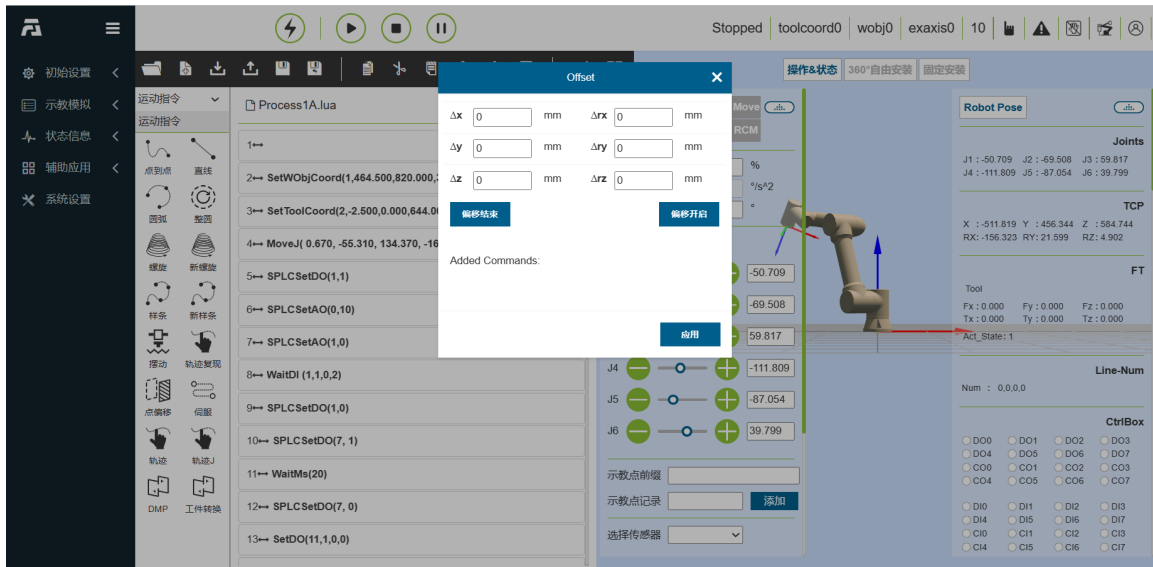 Stopped toolcoord0 wobj0 exaxis0 10
初始设置
示教模拟
状态信息
辅助应用
系统设置
运动指令
运动指令
点到点 直线
圆弧 整圆
螺旋 新螺旋
样条 新样条
摆动 轨迹复现
点偏移 伺服
轨迹 轨迹J
DMP 工件转换
Process1A.lua
1
2 SetWObjCoord(1,464.500,820.000,
3 SetToolCoord(2,-2.500,0.000,644.0
4 MoveJ( 0.670, -55.310, 134.370, -16
5 SPLCSetDO(1,1)
6 SPLCSetAO(0,10)
7 SPLCSetAO(1,0)
8 WaitDI (1,1,0,2)
9 SPLCSetDO(1,0)
10 SPLCSetDO(7, 1)
11 WaitMs(20)
12 SPLCSetDO(7, 0)
13 SetDO(11,1,0,0)
Offset ×
Δx 0 mm Δrx 0 mm
Δy 0 mm Δry 0 mm
Δz 0 mm Δrz 0 mm
偏移结束 偏移开启
Added Commands:
应用
操作&状态 360°自由安装 固定安装
Move
RCM
%
°/s^2
°
-50.709
-69.508
59.817
J4 -111.809
J5 -87.054
J6 39.799
示教点前缀
示教点记录 添加
选择传感器
Robot Pose
Joints
J1 : -50.709 J2 : -69.508 J3 : 59.817
J4 : -111.809 J5 : -87.054 J6 : 39.799
TCP
X : -511.819 Y : 456.344 Z : 584.744
RX: -156.323 RY: 21.599 RZ: 4.902
FT
Tool
Fx : 0.000 Fy : 0.000 Fz : 0.000
Tx : 0.000 Ty : 0.000 Tz : 0.000
Act_State: 1
Line-Num
Num : 0,0,0,0
CtrlBox
DO0 DO1 DO2 DO3
DO4 DO5 DO6 DO7
CO0 CO1 CO2 CO3
CO4 CO5 CO6 CO7
DI0 DI1 DI2 DI3
DI4 DI5 DI6 DI7
CI0 CI1 CI2 CI3
CI4 CI5 CI6 CI7